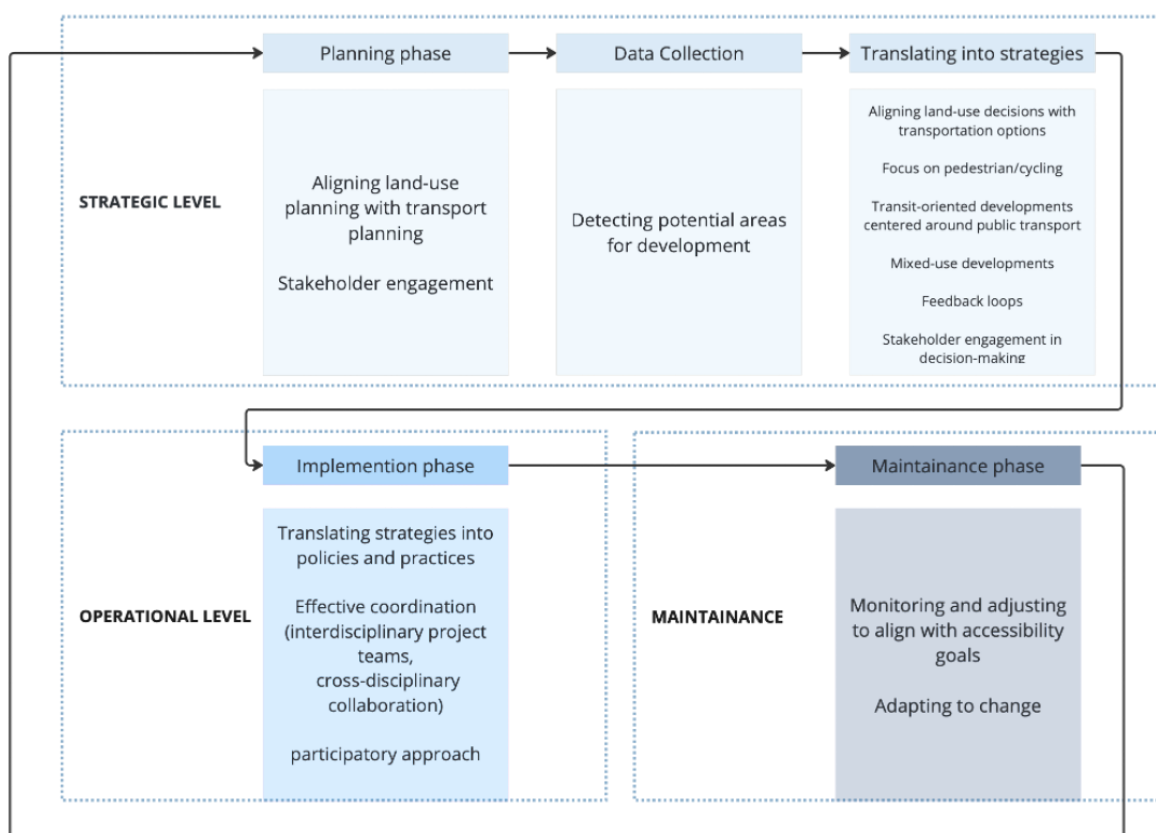 Planning phase
Data Collection
Translating into strategies
STRATEGIC LEVEL
Aligning land-use
planning with transport
planning
Stakeholder engagement
Detecting potential areas
for development
Aligning land-use decisions with
transportation options
Focus on pedestrian/cycling
Transit-oriented developments
centered around public transport
Mixed-use developments
Feedback loops
Stakeholder engagement in
decision-making
Implemention phase
Maintainance phase
OPERATIONAL LEVEL
Translating strategies into
policies and practices
Effective coordination
(interdisciplinary project
teams,
cross-disciplinary
collaboration)
participatory approach
MAINTAINANCE
Monitoring and adjusting
to align with accessibility
goals
Adapting to change